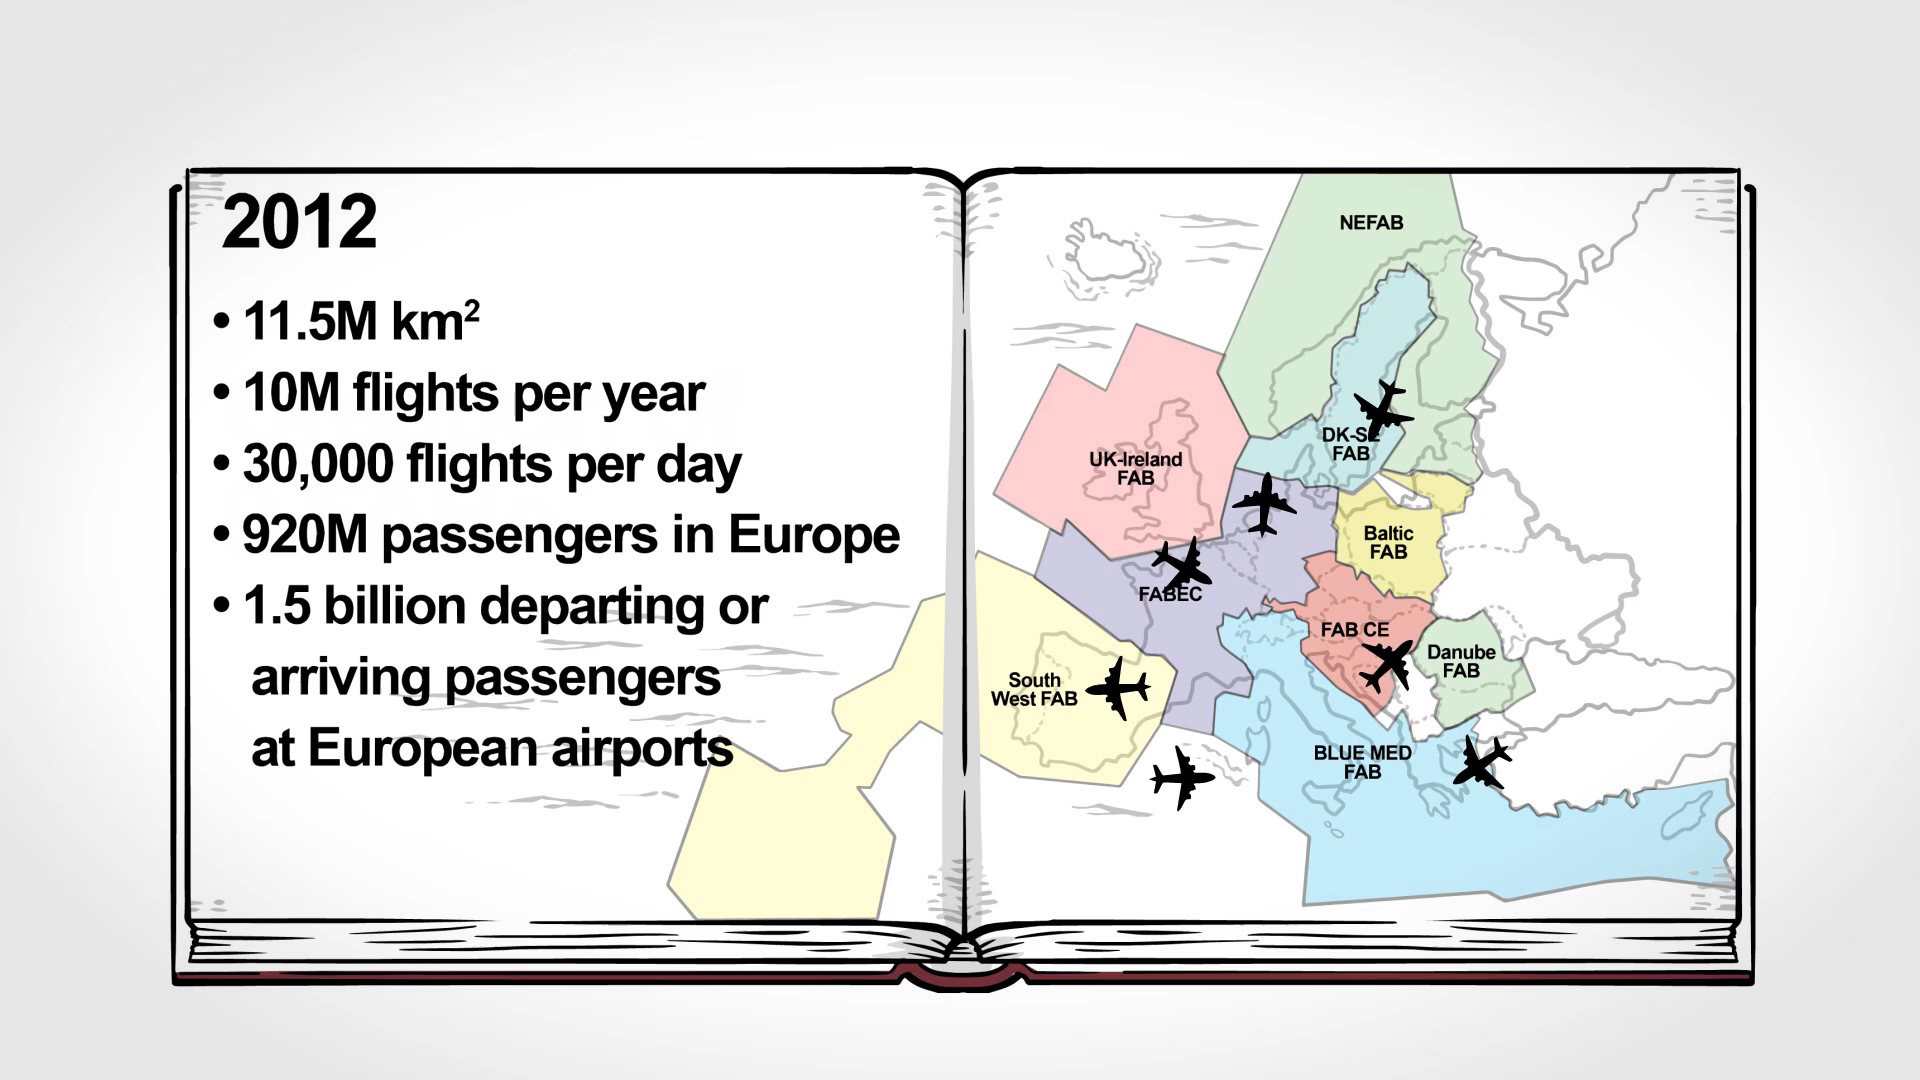 2012
• 11.5M km²
• 10M flights per year
• 30,000 flights per day
• 920M passengers in Europe
• 1.5 billion departing or
arriving passengers
at European airports
NEFAB
DK-SE
FAB
UK-Ireland
FAB
Baltic
FAB
FABEC
FAB CE
Danube
FAB
South
West FAB
BLUE MED
FAB